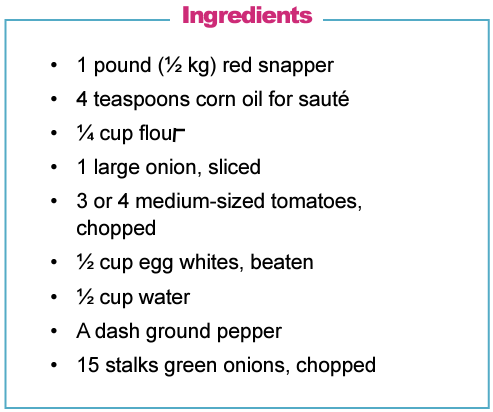 Ingredients
• 1 pound (½ kg) red snapper
• 4 teaspoons corn oil for sauté
• ¼ cup flour
• 1 large onion, sliced
• 3 or 4 medium-sized tomatoes,
chopped
• ½ cup egg whites, beaten
• ½ cup water
• A dash ground pepper
• 15 stalks green onions, chopped